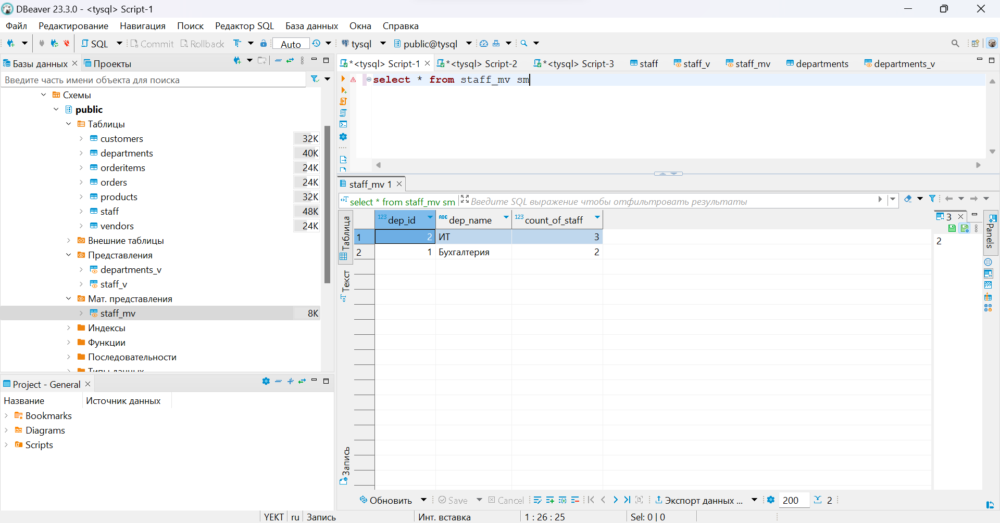 DBeaver 23.3.0 - <tysql> Script-1
Файл Редактирование Навигация Поиск Редактор SQL База данных Окна Справка
SQL Commit Rollback Auto tysql public@tysql
Базы данных Проекты
Введите часть имени объекта для поиска
Схемы
public
Таблицы
customers 32K
departments 40K
orderitems 24K
orders 24K
products 32K
staff 48K
vendors 24K
Внешние таблицы
Представления
departments_v
staff_v
Мат. представления
staff_mv 8K
Индексы
Функции
Последовательности
Типы данных
Project - General
Название Источник данных
Bookmarks
Diagrams
Scripts
*<tysql> Script-1 *<tysql> Script-2 *<tysql> Script-3 staff staff_v staff_mv departments departments_v
select * from staff_mv sm
staff_mv 1
select * from staff_mv sm Введите SQL выражение чтобы отфильтровать результаты
Таблица
Текст
Запись
123 dep_id ABC dep_name 123 count_of_staff
1 2 ИТ 3
2 1 Бухгалтерия 2
3
2
Panels
Обновить Save Cancel Экспорт данных ... 200 2
YEKT ru Запись Инт. вставка 1 : 26 : 25 Sel: 0 | 0